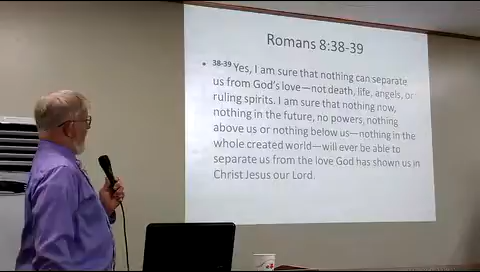 Romans 8:38-39
• 38-39 Yes, I am sure that nothing can separate
us from God's love—not death, life, angels, or
ruling spirits. I am sure that nothing now,
nothing in the future, no powers, nothing
above us or nothing below us—nothing in the
whole created world—will ever be able to
separate us from the love God has shown us in
Christ Jesus our Lord.